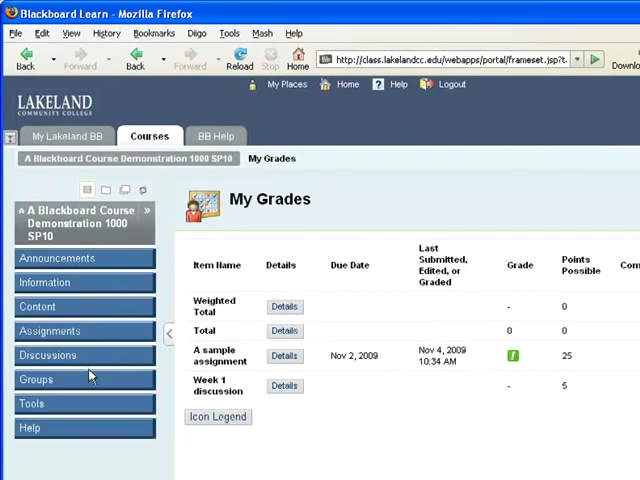 Blackboard Learn - Mozilla Firefox
File Edit View History Bookmarks Diigo Tools Mash Help
Back Forward Back Forward Reload Stop Home http://class.lakelandcc.edu/webapps/portal/frameset.jsp?t. Downlo
My Places Home ? Help Logout
LAKELAND
COMMUNITY COLLEGE
My Lakeland BB Courses BB Help
A Blackboard Course Demonstration 1000 SP10 My Grades
A Blackboard Course
Demonstration 1000
SP10
Announcements
Information
Content
Assignments
Discussions
Groups
Tools
Help
My Grades
Item Name Details Due Date Last Submitted, Edited, or Graded Grade Points Possible Com
Weighted Total Details - 0
Total Details 0 0
A sample assignment Details Nov 2, 2009 Nov 4, 2009 10:34 AM ! 25
Week 1 discussion Details - 5
Icon Legend